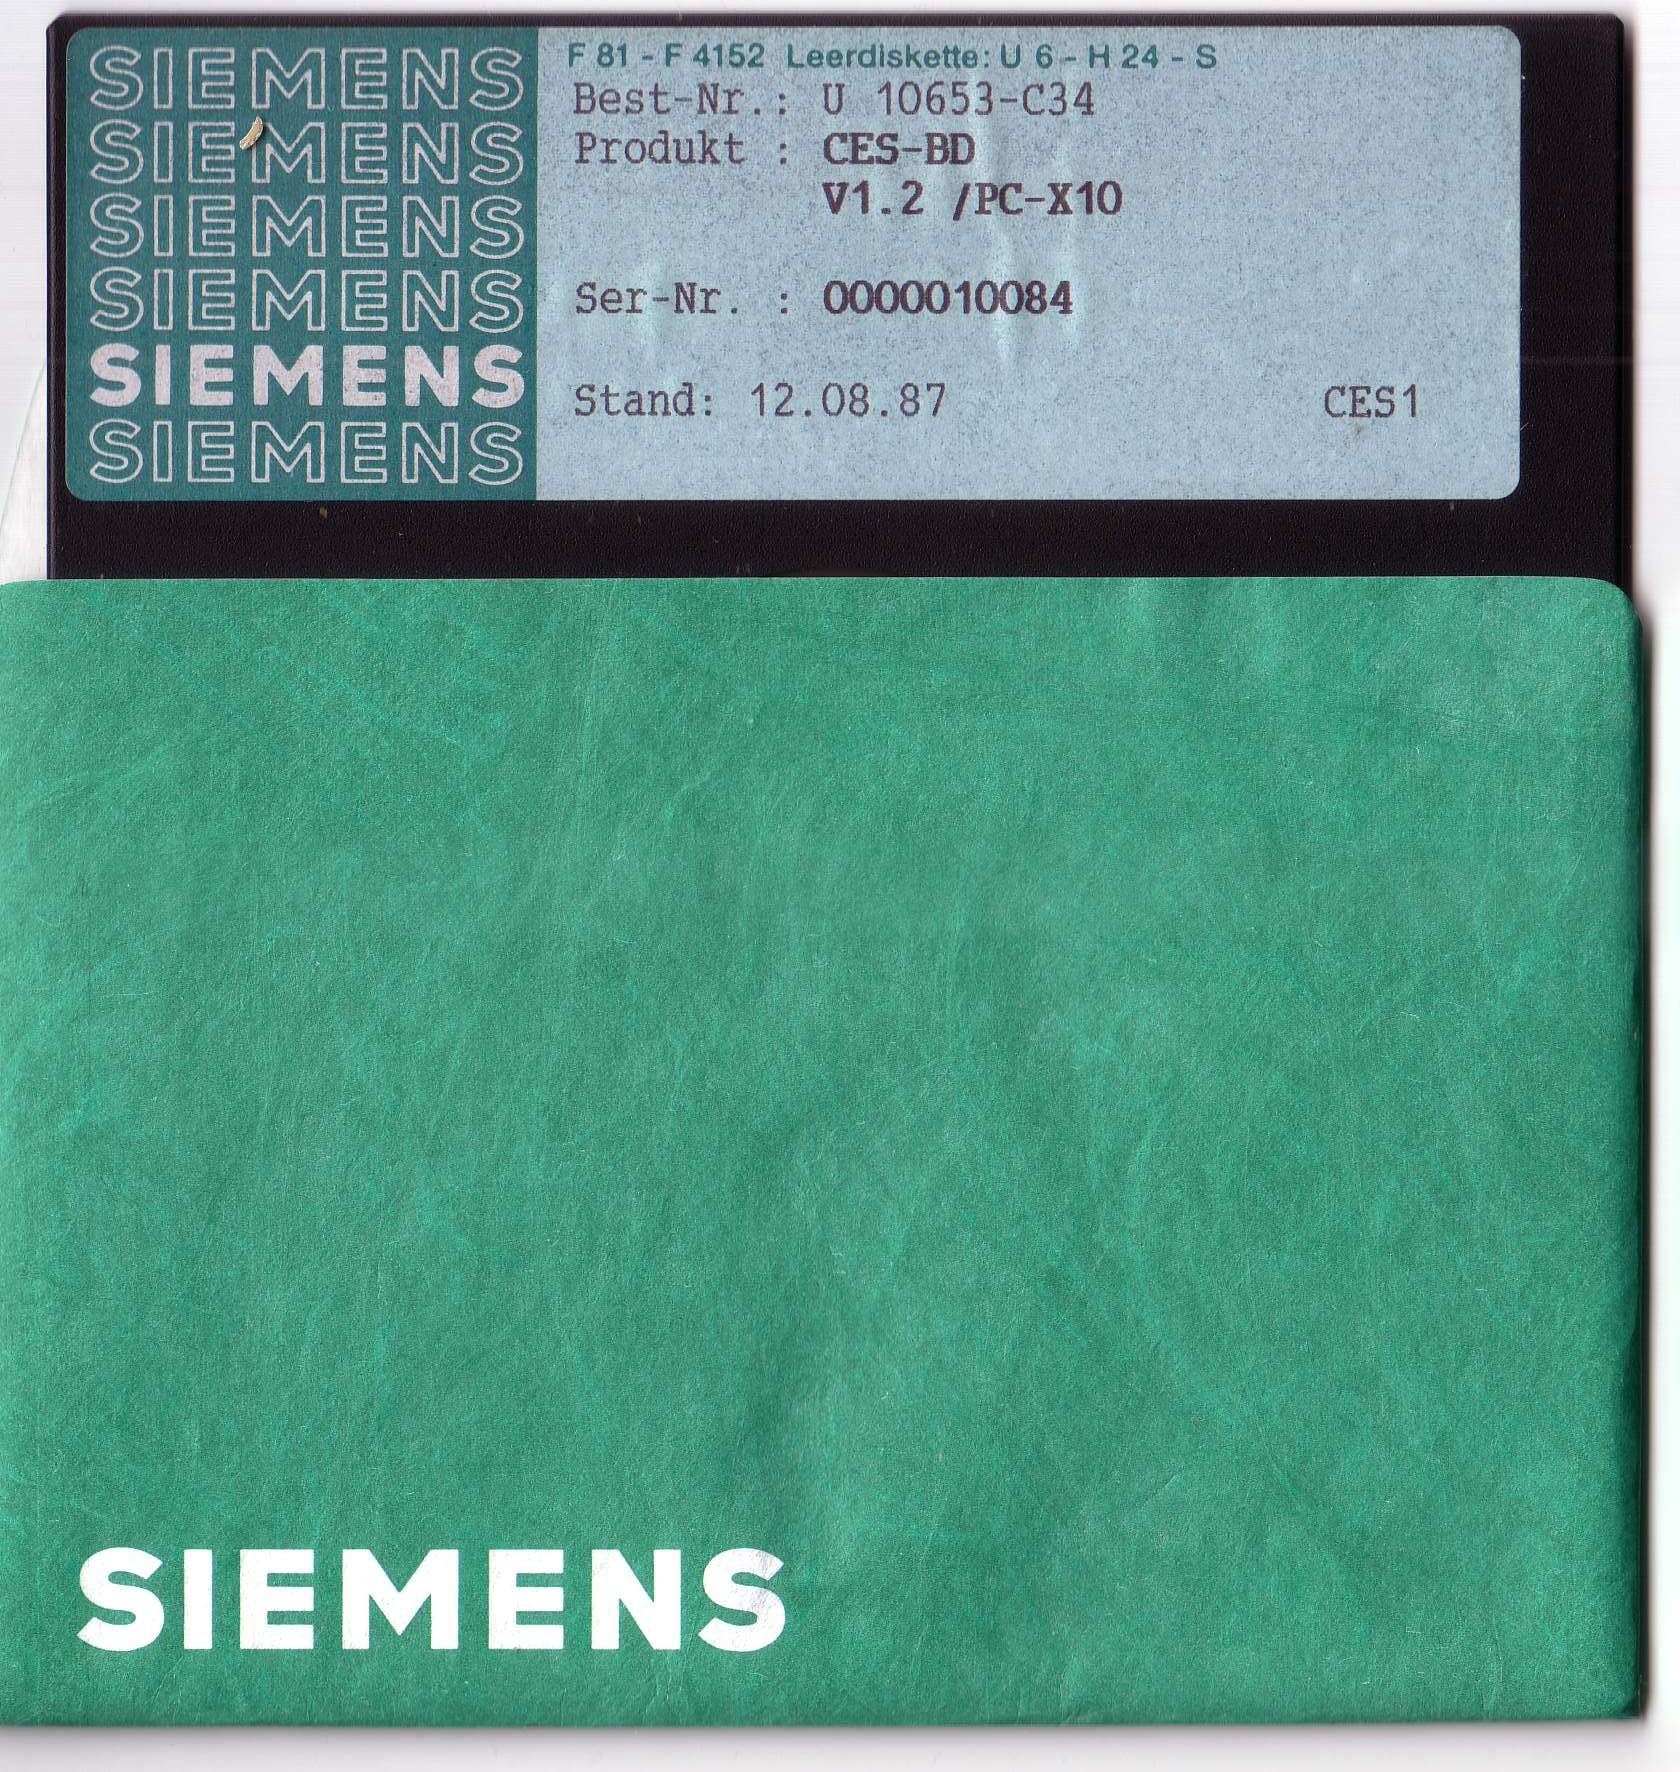 SIEMENS
SIEMENS
SIEMENS
SIEMENS
SIEMENS
SIEMENS
F 81 - F 4152 Leerdiskette: U 6 - H 24 - S
Best-Nr.: U 10653-C34
Produkt : CES-BD
V1.2 /PC-X10
Ser-Nr. : 0000010084
Stand: 12.08.87 CES1
SIEMENS